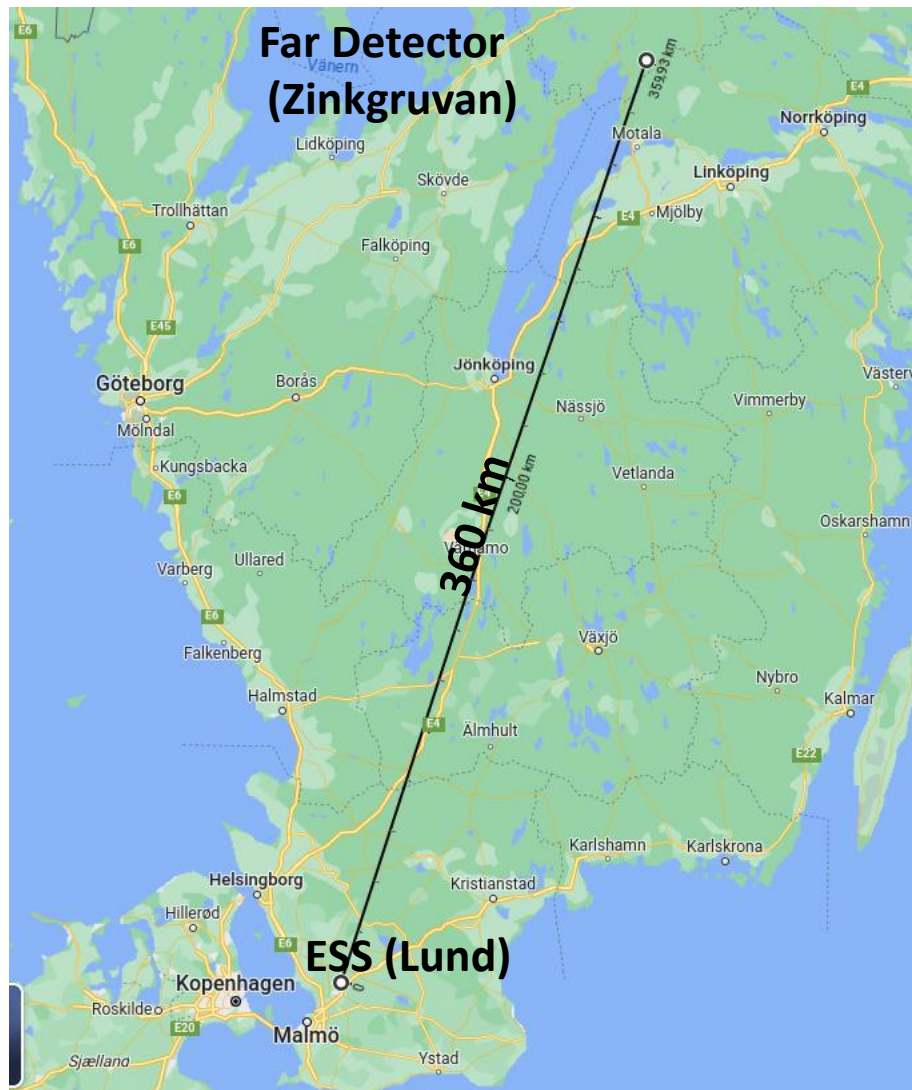 E6
Far Detector
(Zinkgruvan)
Vänern
359.93 km
E4
Norrköping
Motala
Lidköping
Linköping
Skövde
Trollhättan
E4
Mjölby
E6
Falköping
E45
Jönköping
Göteborg
Borås
Västerv
Nässjö
Vimmerby
Mölndal
Kungsbacka
Vetlanda
E6
200.00 km
360 km
Oskarshamn
Värnamo
Ullared
Varberg
E6
Växjö
Falkenberg
Nybro
Halmstad
Kalmar
E4
Älmhult
E22
Karlshamn
Karlskrona
Helsingborg
Kristianstad
Hillerød
E6
ESS (Lund)
0
Kopenhagen
Roskilde
E20
Malmö
Sjælland
Ystad